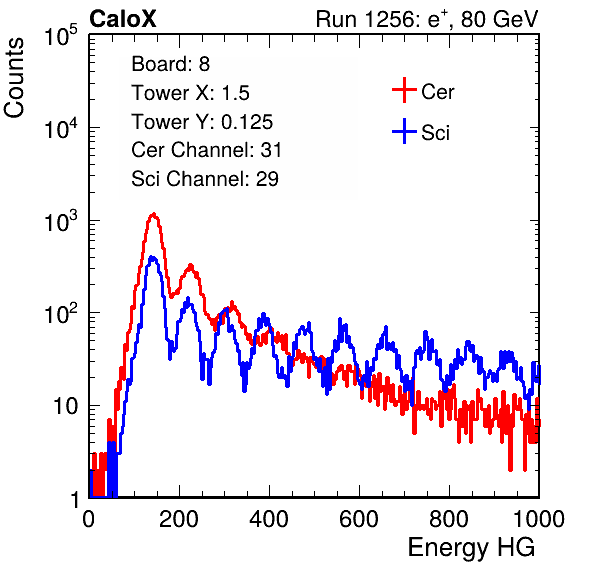 CaloX Run 1256: e⁺, 80 GeV
Counts
10⁵
10⁴
10³
10²
10
1
Board: 8
Tower X: 1.5
Tower Y: 0.125
Cer Channel: 31
Sci Channel: 29
Cer
Sci
0 200 400 600 800 1000
Energy HG